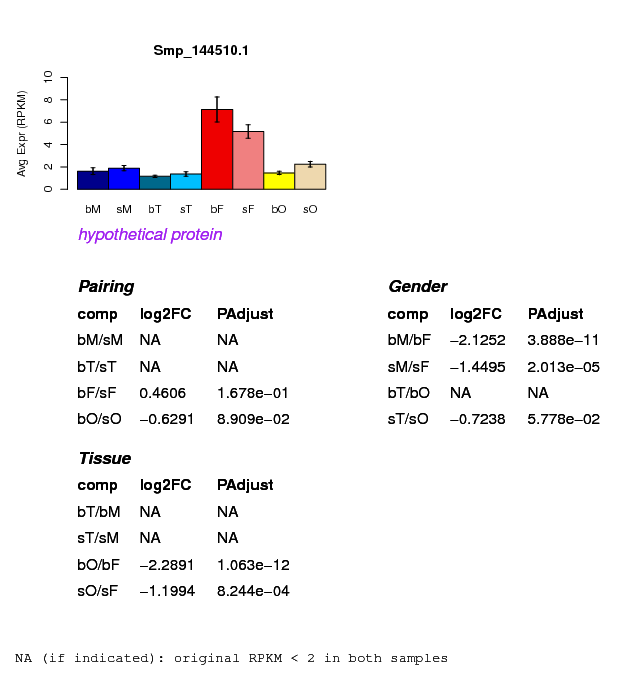 Smp_144510.1
Avg Expr (RPKM)
0 2 4 6 8 10
bM sM bT sT bF sF bO sO
hypothetical protein
Pairing
comp log2FC PAdjust
bM/sM NA NA
bT/sT NA NA
bF/sF 0.4606 1.678e−01
bO/sO −0.6291 8.909e−02
Gender
comp log2FC PAdjust
bM/bF −2.1252 3.888e−11
sM/sF −1.4495 2.013e−05
bT/bO NA NA
sT/sO −0.7238 5.778e−02
Tissue
comp log2FC PAdjust
bT/bM NA NA
sT/sM NA NA
bO/bF −2.2891 1.063e−12
sO/sF −1.1994 8.244e−04
NA (if indicated): original RPKM < 2 in both samples